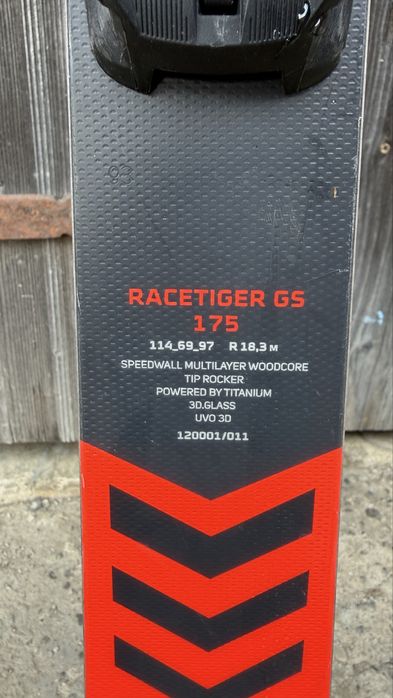 93
RACETIGER GS
175
114_69_97 R 18,3 M
SPEEDWALL MULTILAYER WOODCORE
TIP ROCKER
POWERED BY TITANIUM
3D.GLASS
UVO 3D
120001/011